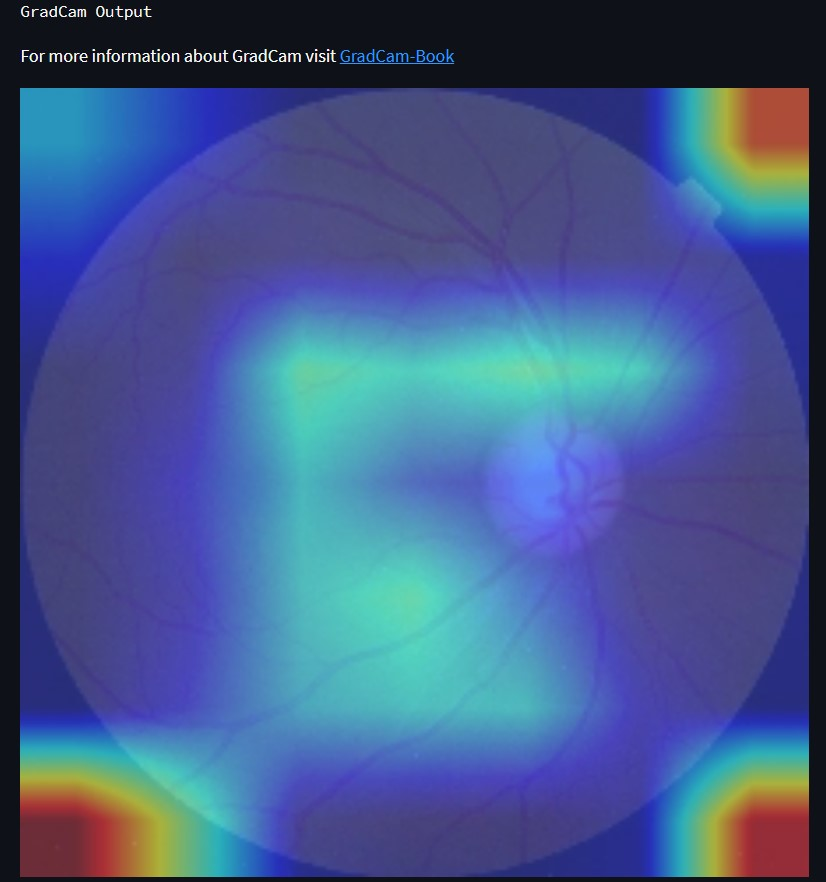 GradCam Output
For more information about GradCam visit GradCam-Book